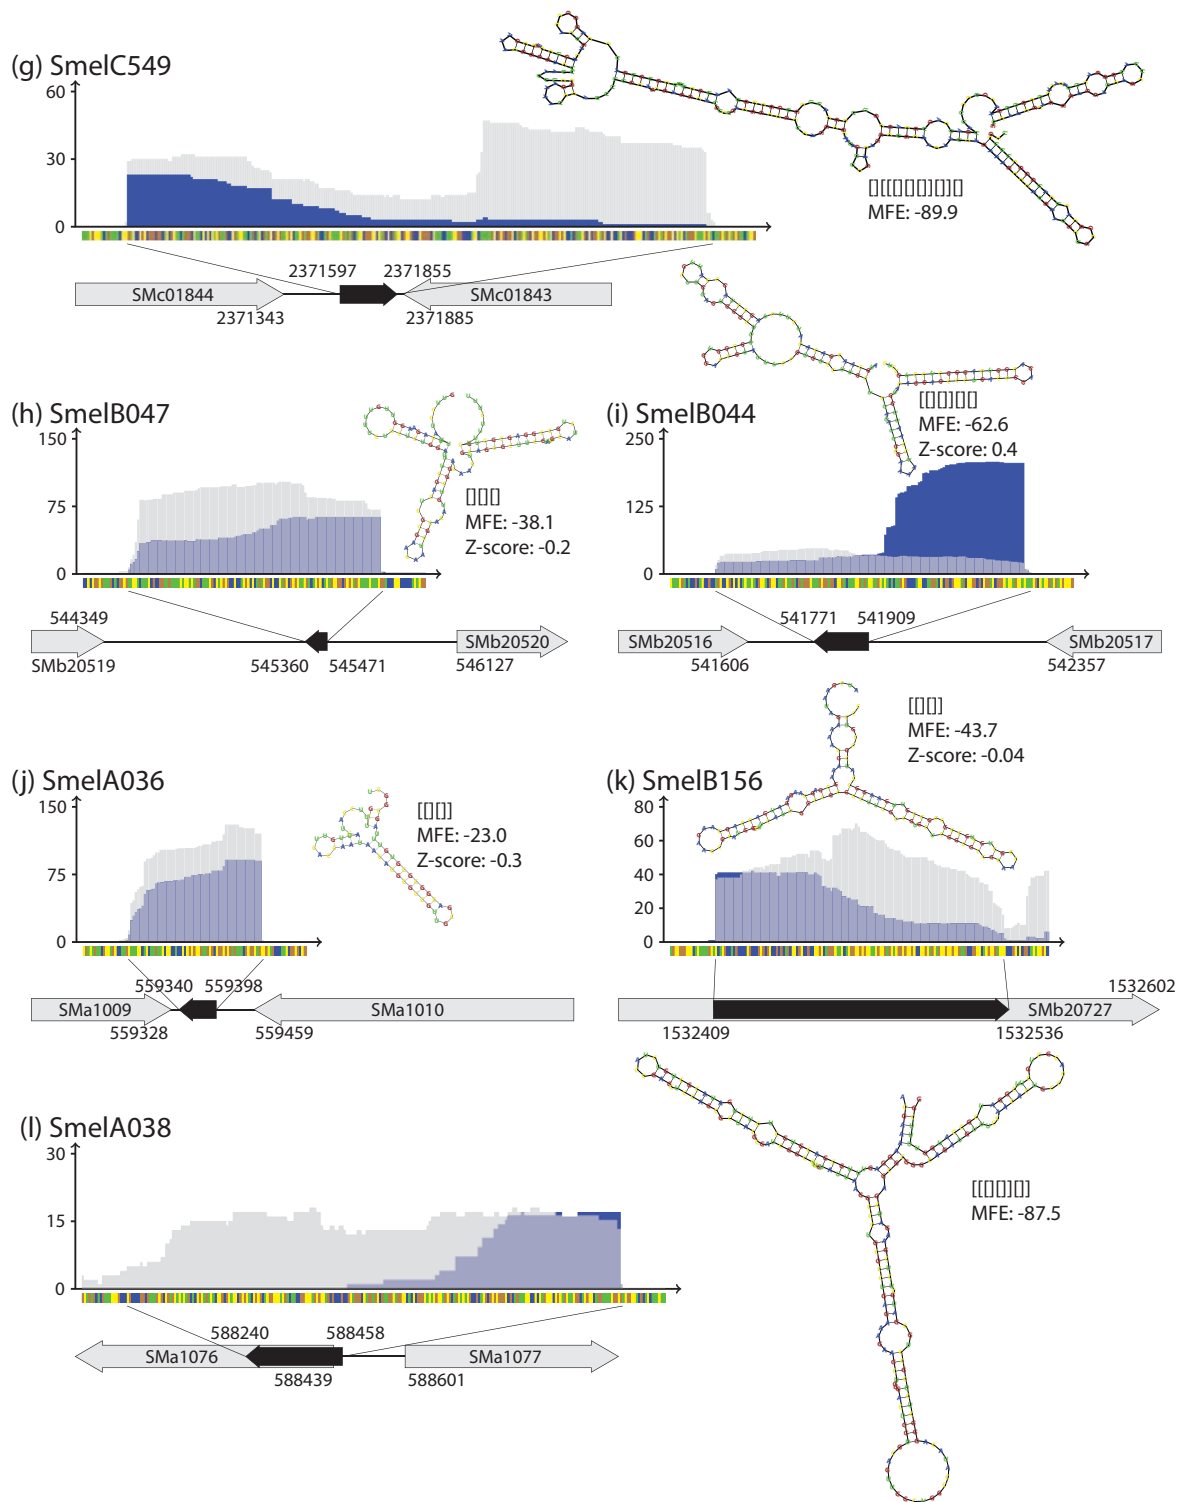 (g) SmelC549
60
30
0
[][[[][][]][]][]
MFE: -89.9
2371597 2371855
SMc01844 SMc01843
2371343 2371885
(h) SmelB047
150
75
0
[][][]
MFE: -38.1
Z-score: -0.2
544349
SMb20519 545360 545471 SMb20520
546127
(i) SmelB044
250
125
0
[[][]][][]
MFE: -62.6
Z-score: 0.4
541771 541909
SMb20516 SMb20517
541606 542357
(j) SmelA036
150
75
0
[[][]]
MFE: -23.0
Z-score: -0.3
559340 559398
SMa1009 SMa1010
559328 559459
(k) SmelB156
80
60
40
20
0
[[][]]
MFE: -43.7
Z-score: -0.04
1532602
SMb20727
1532409 1532536
(l) SmelA038
30
15
0
[[[][]][]]
MFE: -87.5
588240 588458
SMa1076 SMa1077
588439 588601